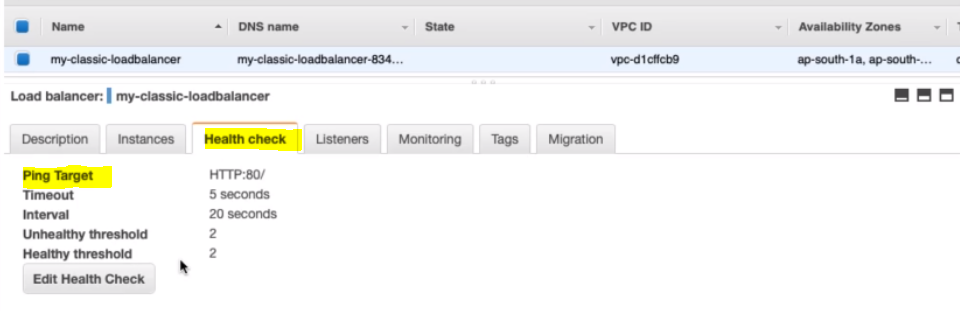 Name DNS name State VPC ID Availability Zones
my-classic-loadbalancer my-classic-loadbalancer-834... vpc-d1cffcb9 ap-south-1a, ap-south-...
Load balancer: my-classic-loadbalancer
Description Instances Health check Listeners Monitoring Tags Migration
Ping Target HTTP:80/
Timeout 5 seconds
Interval 20 seconds
Unhealthy threshold 2
Healthy threshold 2
Edit Health Check